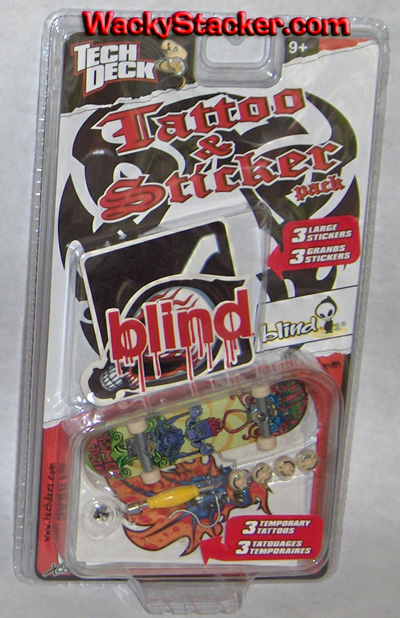 WackyStacker.com
TECH
DECK
9+
Tattoo
&
Sticker
pack
3 LARGE
STICKERS
3 GRANDS
STICKERS
blind
blind
www.techdeck.com
3 TEMPORARY
TATTOOS
3 TATOUAGES
TEMPORAIRES